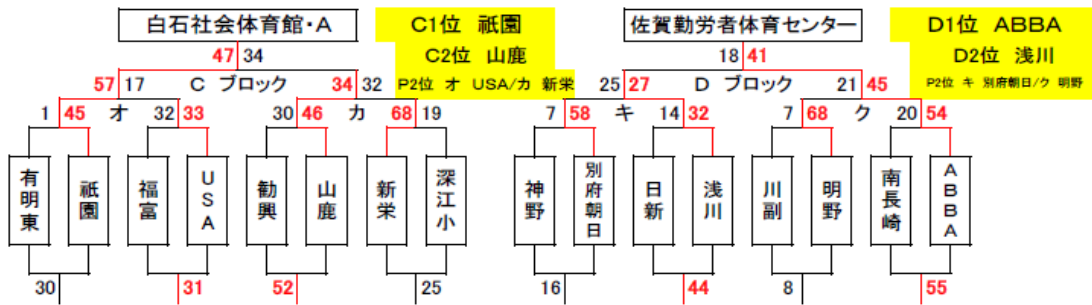 白石社会体育館・A C1位 祇園 佐賀勤労者体育センター D1位 ABBA
47 34 C2位 山鹿 18 41 D2位 浅川
57 17 C ブロック 34 32 P2位 オ USA/カ 新栄 25 27 D ブロック 21 45 P2位 キ 別府朝日/ク 明野
1 45 オ 32 33 30 46 カ 68 19 7 58 キ 14 32 7 68 ク 20 54
有明東 祇園 福富 USA 勧興 山鹿 新栄 深江小 神野 別府朝日 日新 浅川 川副 明野 南長崎 ABBA
30 31 52 25 16 44 8 55